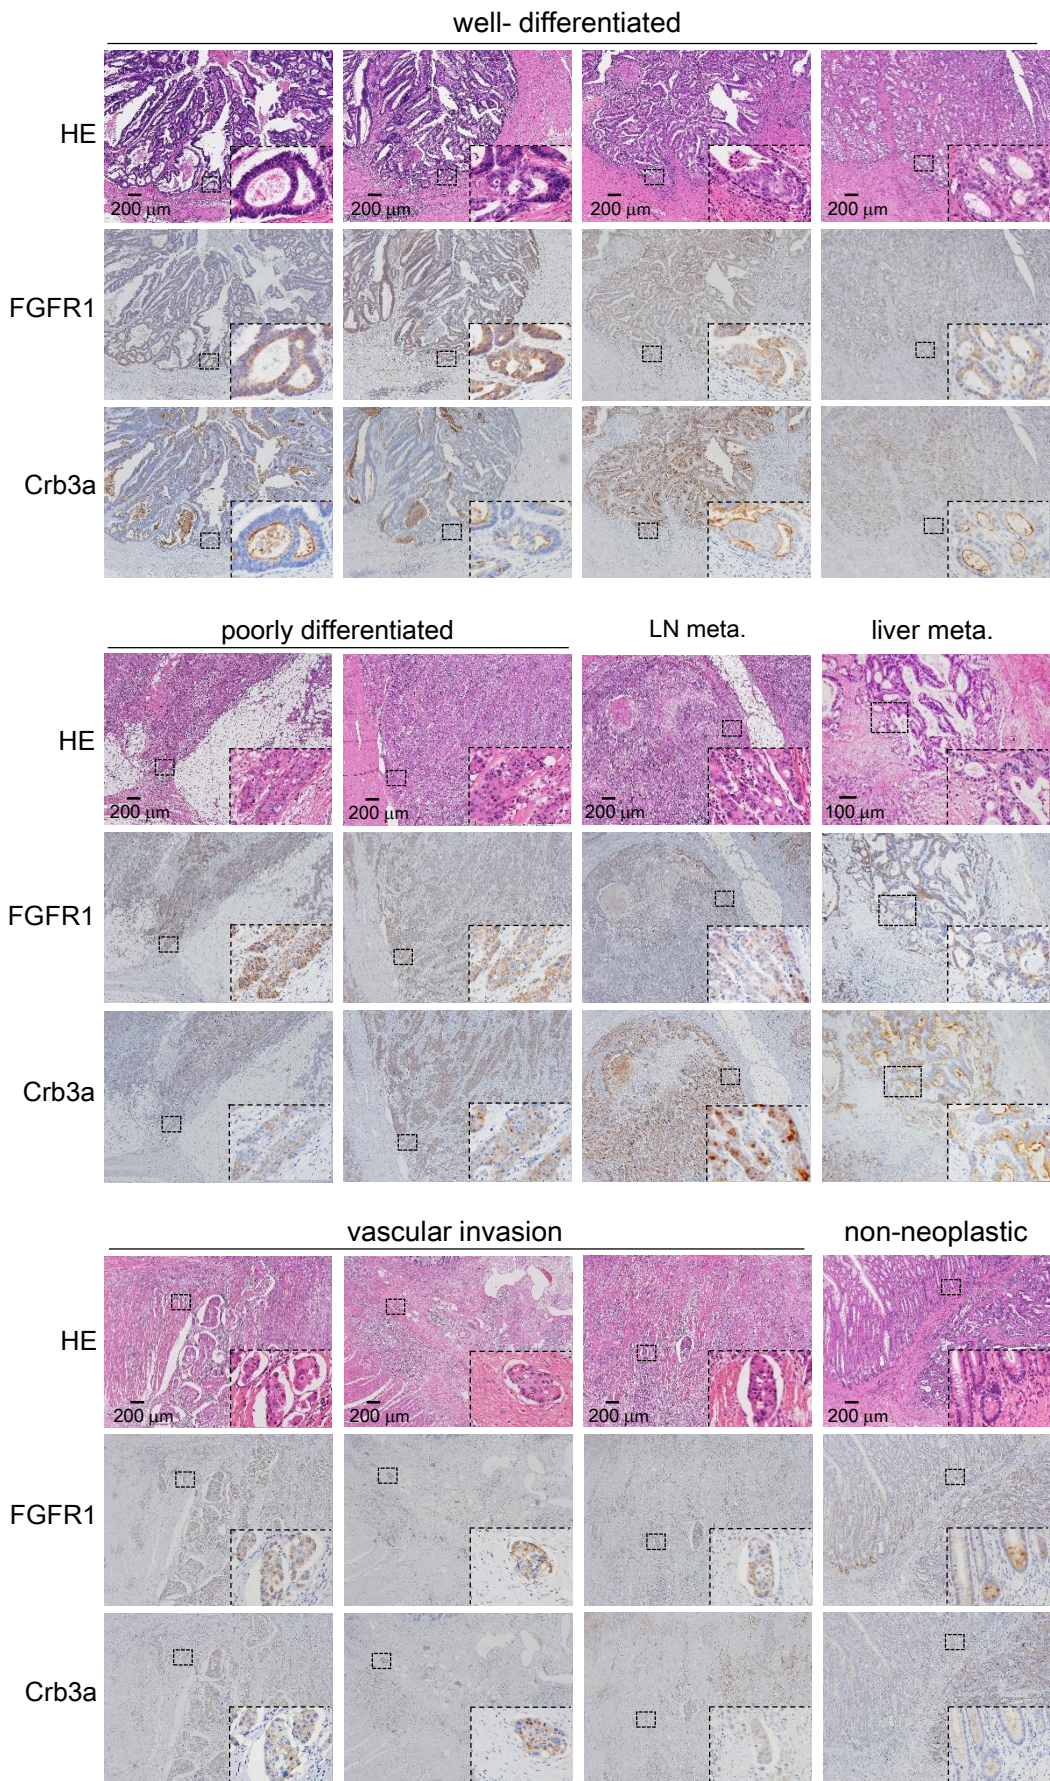 well- differentiated
HE
200 µm 200 µm 200 µm 200 µm
FGFR1
Crb3a
poorly differentiated LN meta. liver meta.
HE
200 µm 200 µm 200 µm 100 µm
FGFR1
Crb3a
vascular invasion non-neoplastic
HE
200 µm 200 µm 200 µm 200 µm
FGFR1
Crb3a